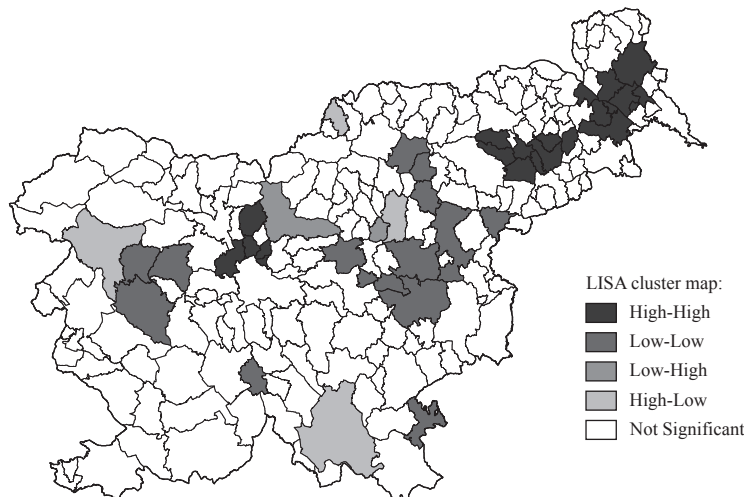 LISA cluster map:
High-High
Low-Low
Low-High
High-Low
Not Significant